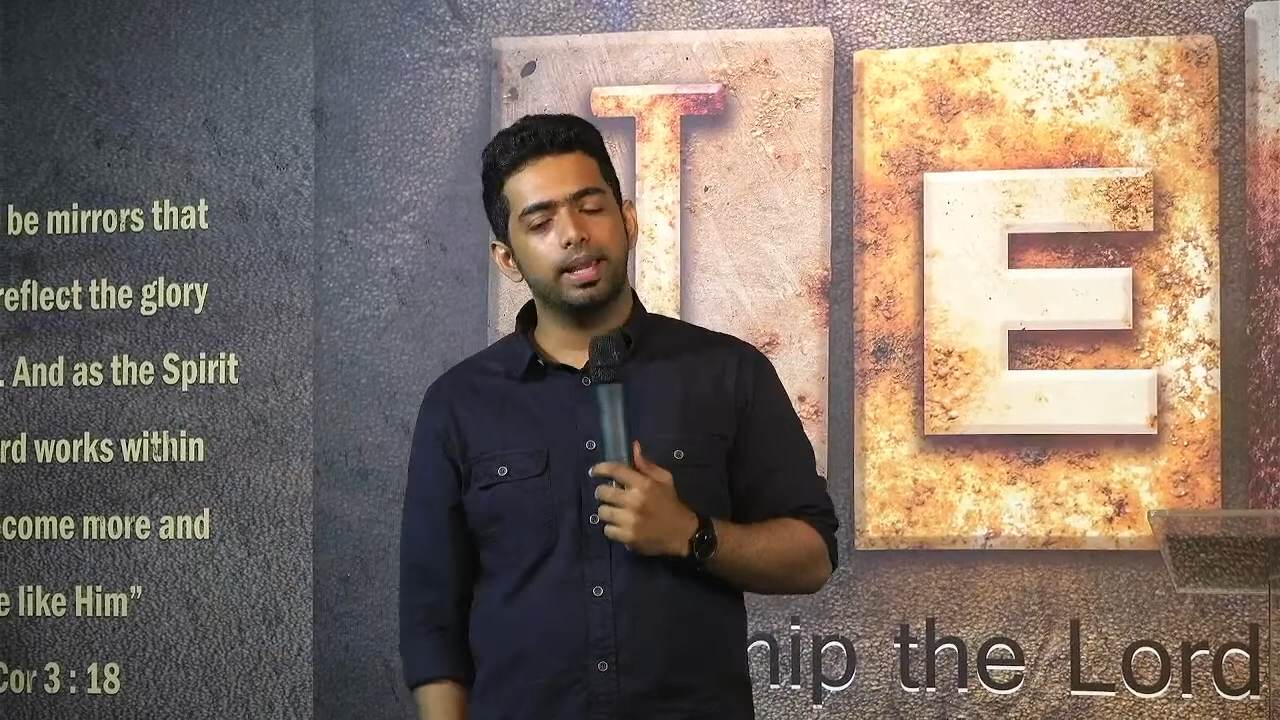 be mirrors that
reflect the glory
. And as the Spirit
rd works within
come more and
e like Him”
Cor 3 : 18
T E
hip the Lord